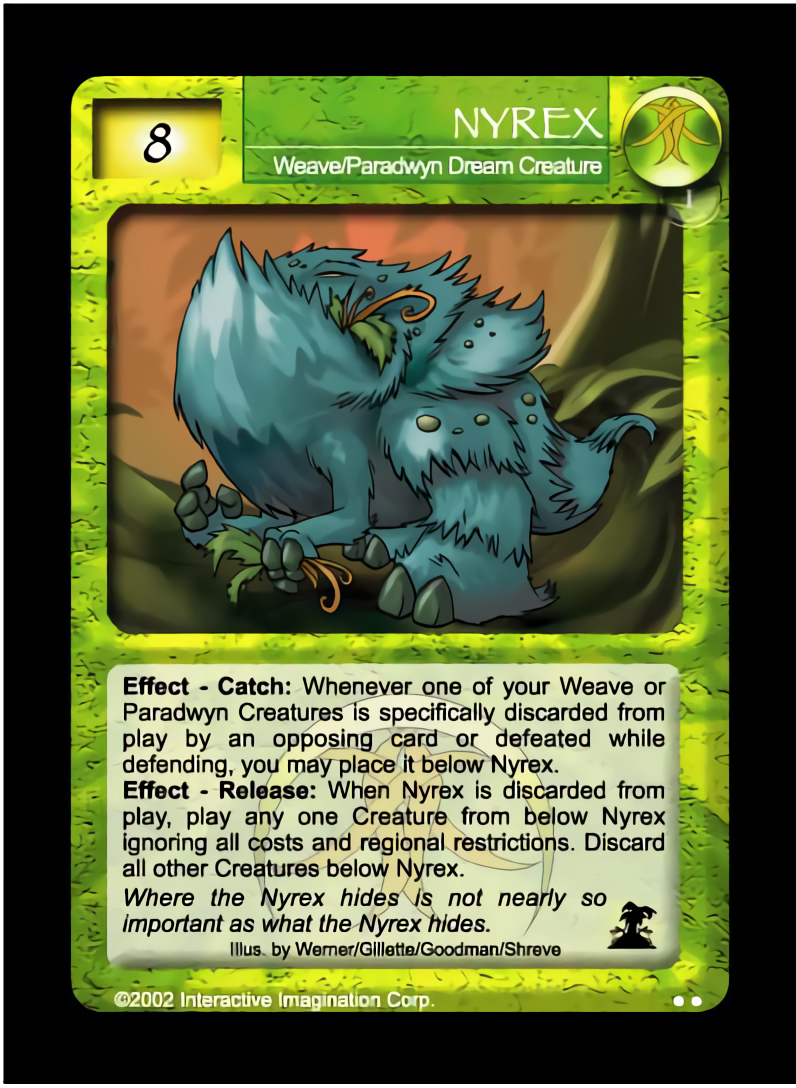 8
NYREX
Weave/Paradwyn Dream Creature
1
Effect - Catch: Whenever one of your Weave or
Paradwyn Creatures is specifically discarded from
play by an opposing card or defeated while
defending, you may place it below Nyrex.
Effect - Release: When Nyrex is discarded from
play, play any one Creature from below Nyrex
ignoring all costs and regional restrictions. Discard
all other Creatures below Nyrex.
Where the Nyrex hides is not nearly so
important as what the Nyrex hides.
Illus. by Werner/Gillette/Goodman/Shreve
©2002 Interactive Imagination Corp.